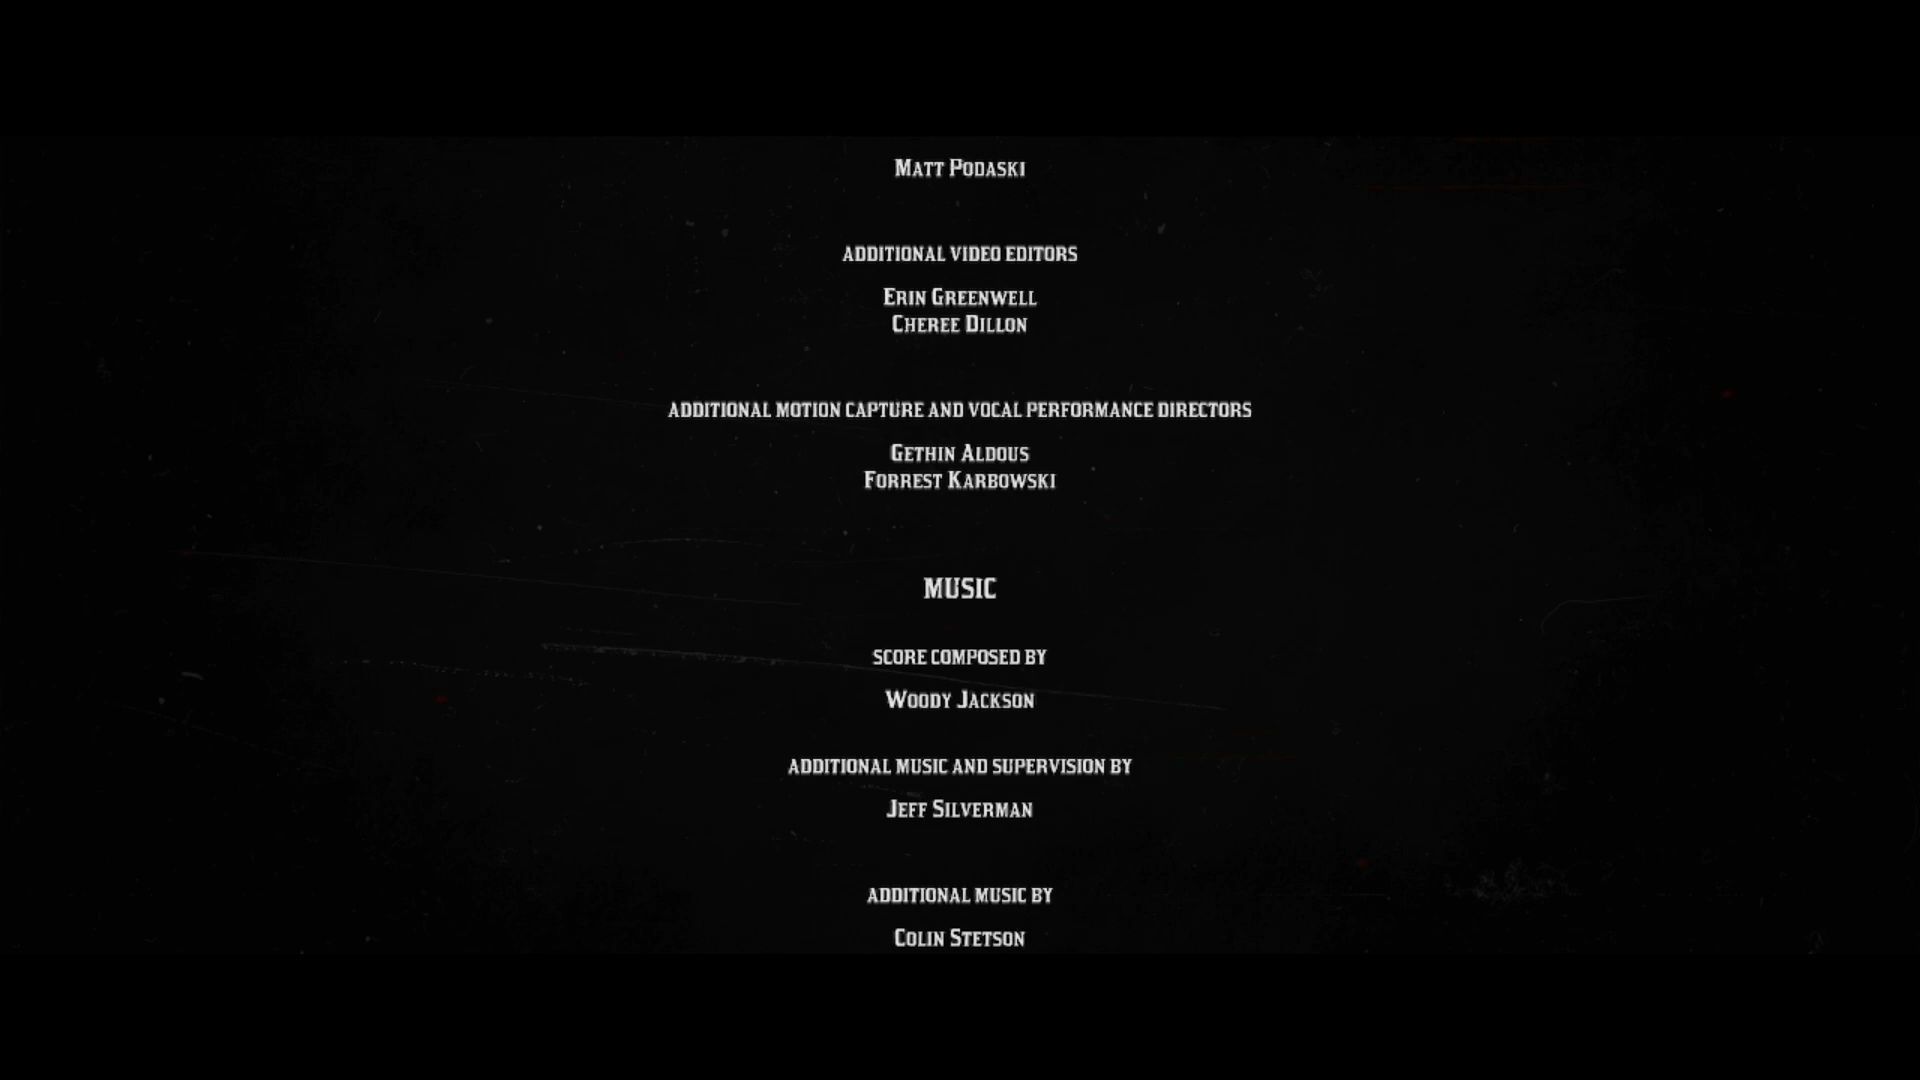 Matt Podaski
ADDITIONAL VIDEO EDITORS
Erin Greenwell
Cheree Dillon
ADDITIONAL MOTION CAPTURE AND VOCAL PERFORMANCE DIRECTORS
Gethin Aldous
Forrest Karbowski
MUSIC
SCORE COMPOSED BY
Woody Jackson
ADDITIONAL MUSIC AND SUPERVISION BY
Jeff Silverman
ADDITIONAL MUSIC BY
Colin Stetson